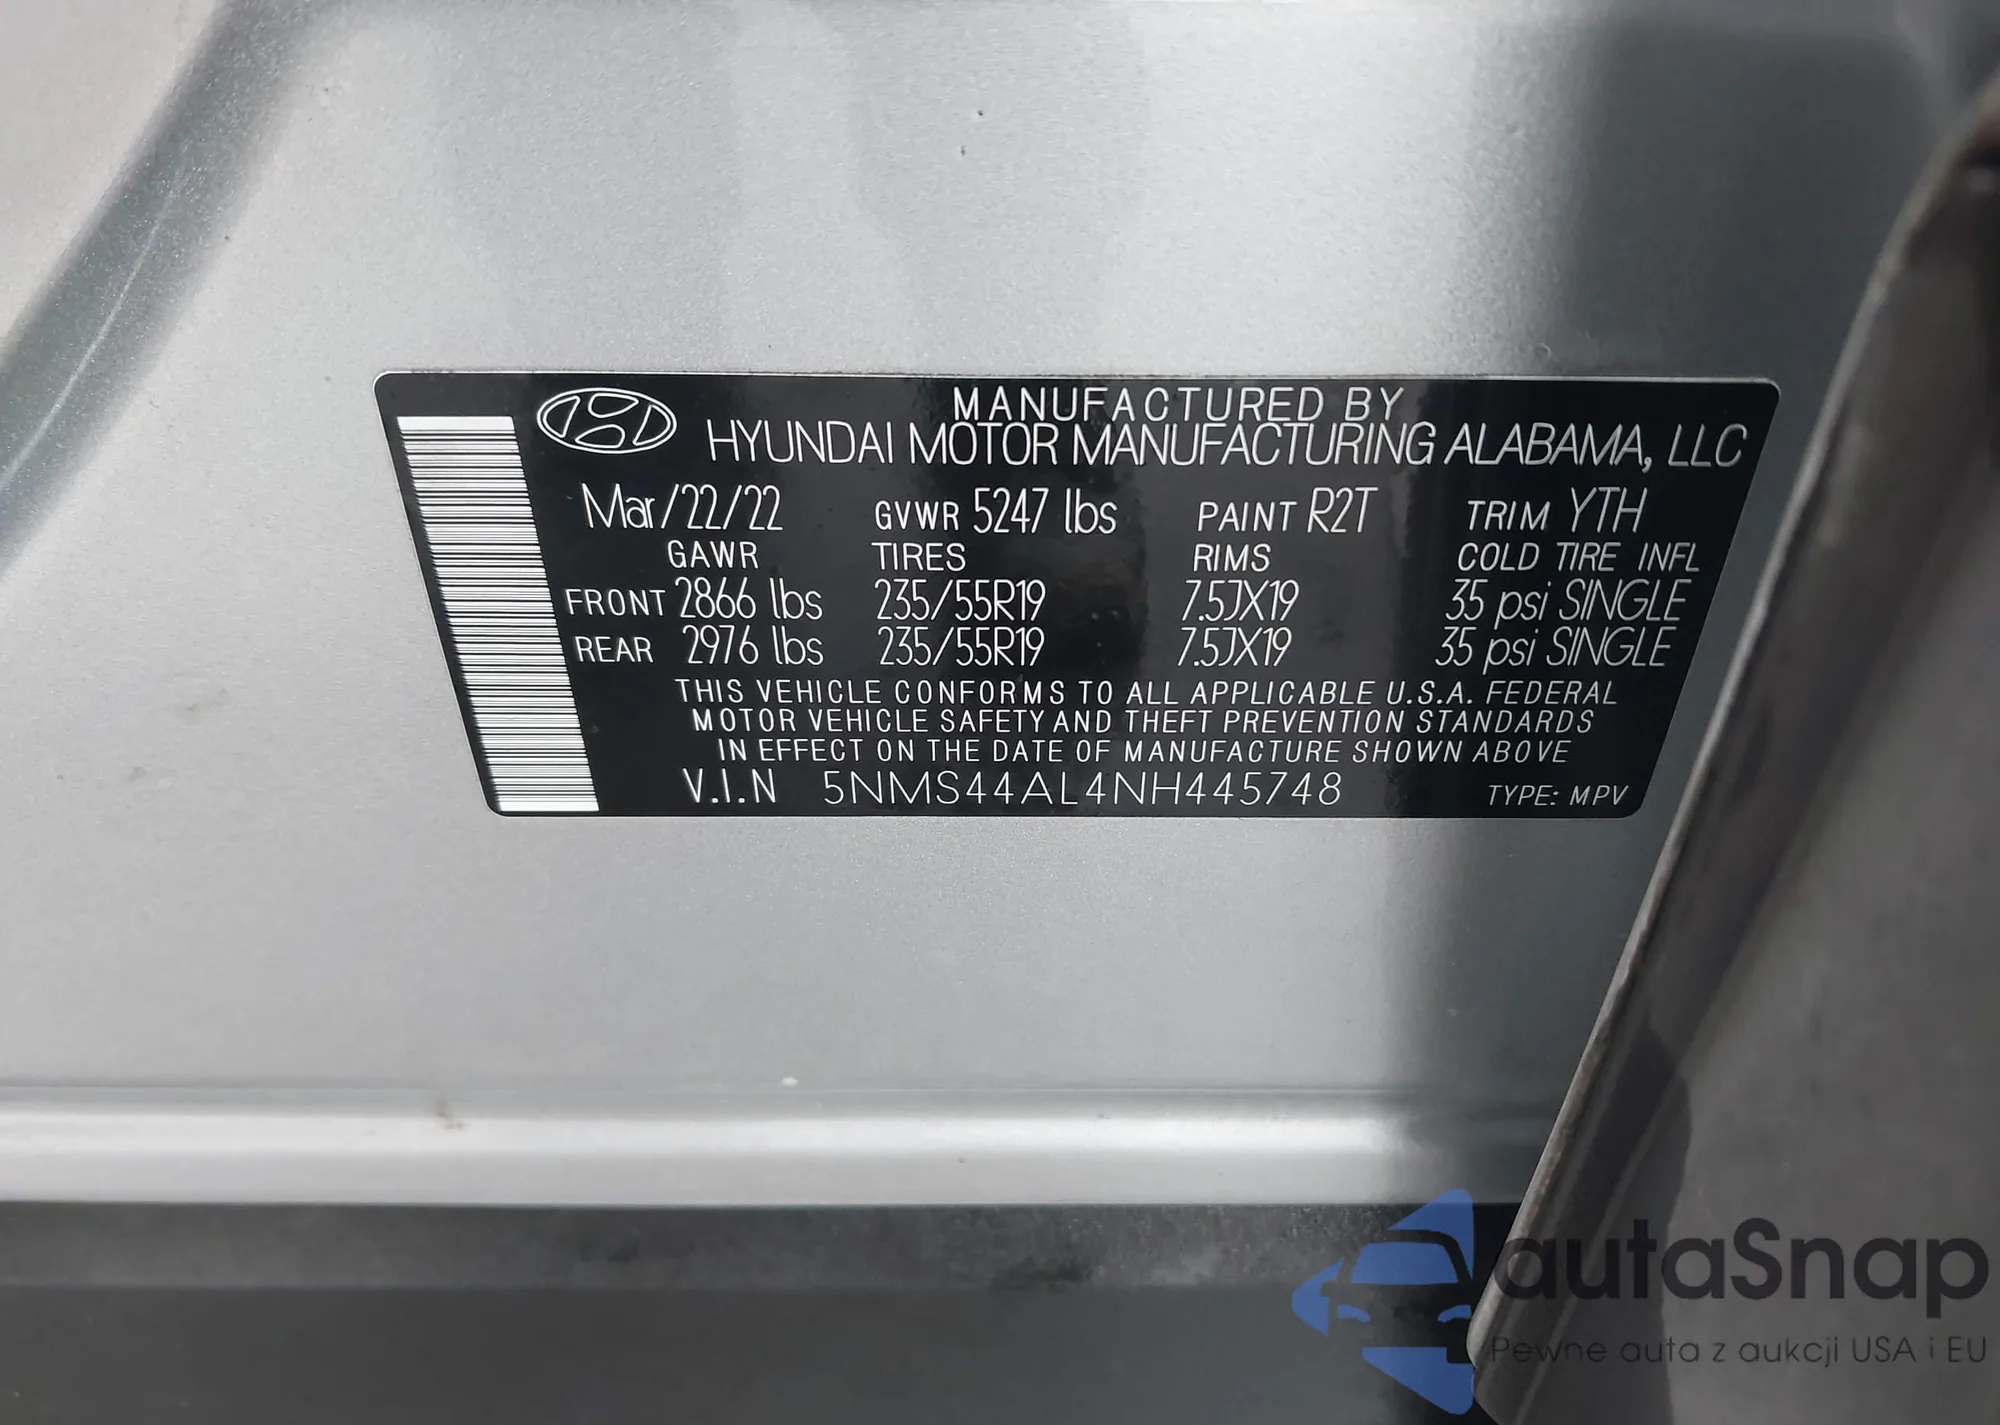 MANUFACTURED BY
HYUNDAI MOTOR MANUFACTURING ALABAMA, LLC
Mar/22/22 GVWR 5247 lbs PAINT R2T TRIM YTH
GAWR TIRES RIMS COLD TIRE INFL
FRONT 2866 lbs 235/55R19 7.5JX19 35 psi SINGLE
REAR 2976 lbs 235/55R19 7.5JX19 35 psi SINGLE
THIS VEHICLE CONFORMS TO ALL APPLICABLE U.S.A. FEDERAL
MOTOR VEHICLE SAFETY AND THEFT PREVENTION STANDARDS
IN EFFECT ON THE DATE OF MANUFACTURE SHOWN ABOVE
V.I.N 5NMS44AL4NH445748 TYPE: MPV
autaSnap
Pewne auta z aukcji USA i EU